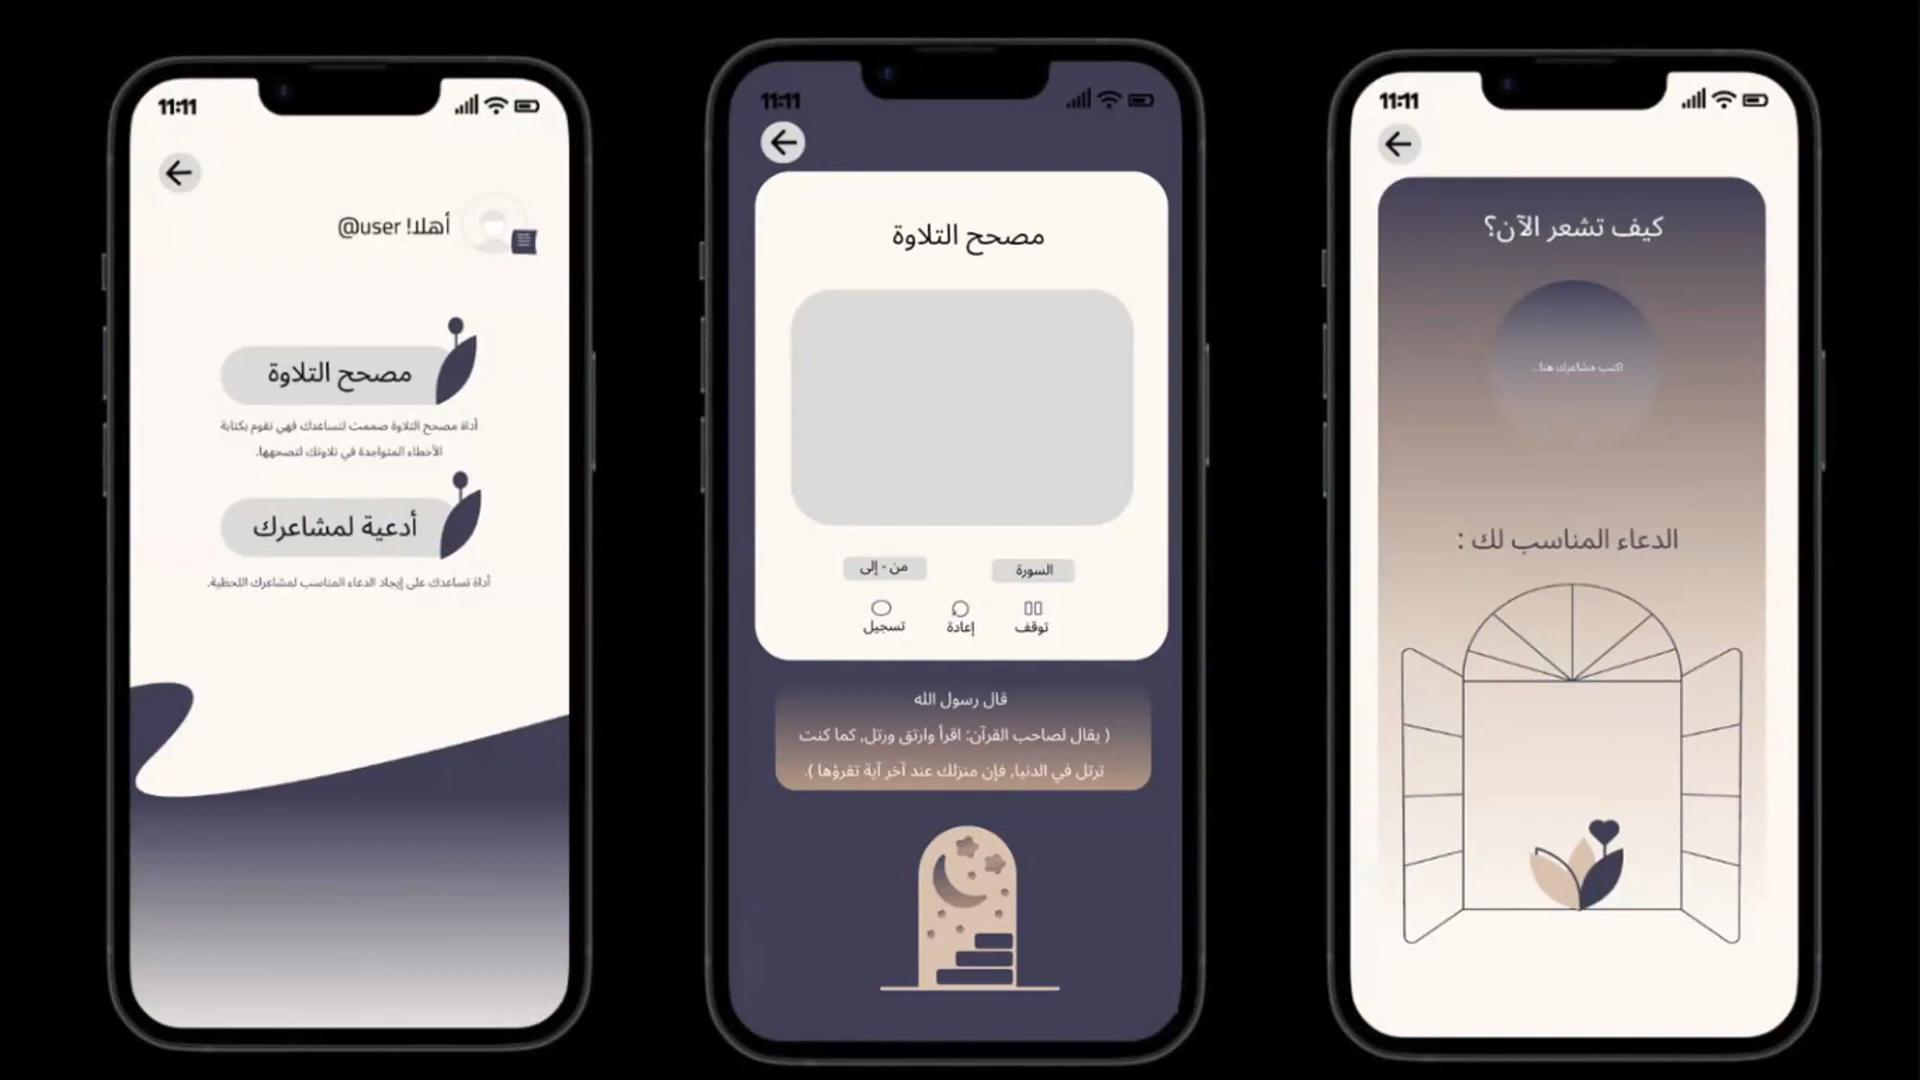 11:11
أهلا! @user
مصحح التلاوة
أداة مصحح التلاوة صممت لتساعدك فهي تقوم بكتابة
الأخطاء المتواجدة في تلاوتك لتصححها.
أدعية لمشاعرك
أداة تساعدك على إيجاد الدعاء المناسب لمشاعرك اللحظية.
11:11
مصحح التلاوة
السورة
من - إلى
توقف
إعادة
تسجيل
قال رسول الله
( يقال لصاحب القرآن: اقرأ وارتق ورتل, كما كنت
ترتل في الدنيا, فإن منزلك عند آخر آية تقرؤها ).
11:11
كيف تشعر الآن؟
اكتب مشاعرك هنا...
الدعاء المناسب لك :